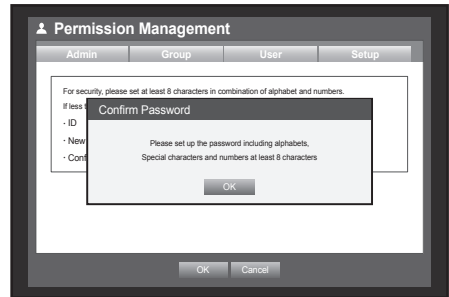 Permission Management
Admin Group User Setup
For security, please set at least 8 characters in combination of alphabet and numbers.
If less
Confirm Password
· ID
· New
Please set up the password including alphabets,
· Conf
Special characters and numbers at least 8 characters
OK
OK Cancel